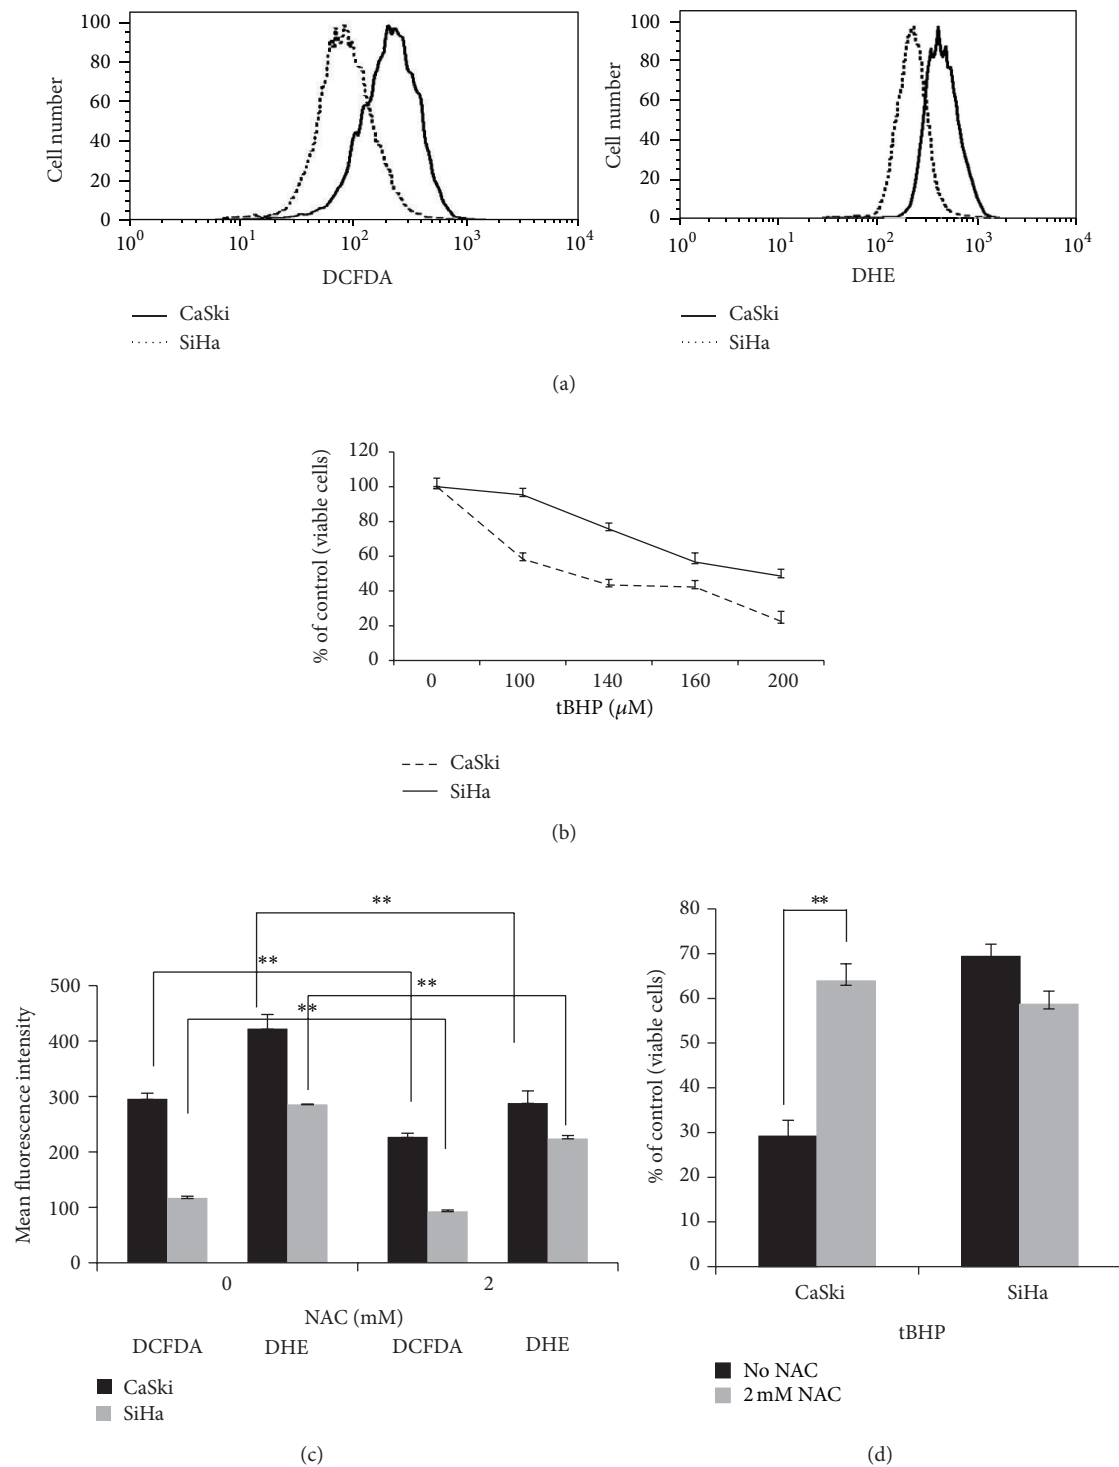 100
80
60
40
20
0
Cell number
10^0 10^1 10^2 10^3 10^4
DCFDA
CaSki
SiHa
100
80
60
40
20
0
Cell number
10^0 10^1 10^2 10^3 10^4
DHE
CaSki
SiHa
(a)
120
100
80
60
40
20
0
% of control (viable cells)
0 100 140 160 200
tBHP (μM)
CaSki
SiHa
(b)
**
**
**
**
500
400
300
200
100
0
Mean fluorescence intensity
0 2
NAC (mM)
DCFDA DHE DCFDA DHE
CaSki
SiHa
(c)
**
80
70
60
50
40
30
20
10
0
% of control (viable cells)
CaSki SiHa
tBHP
No NAC
2 mM NAC
(d)